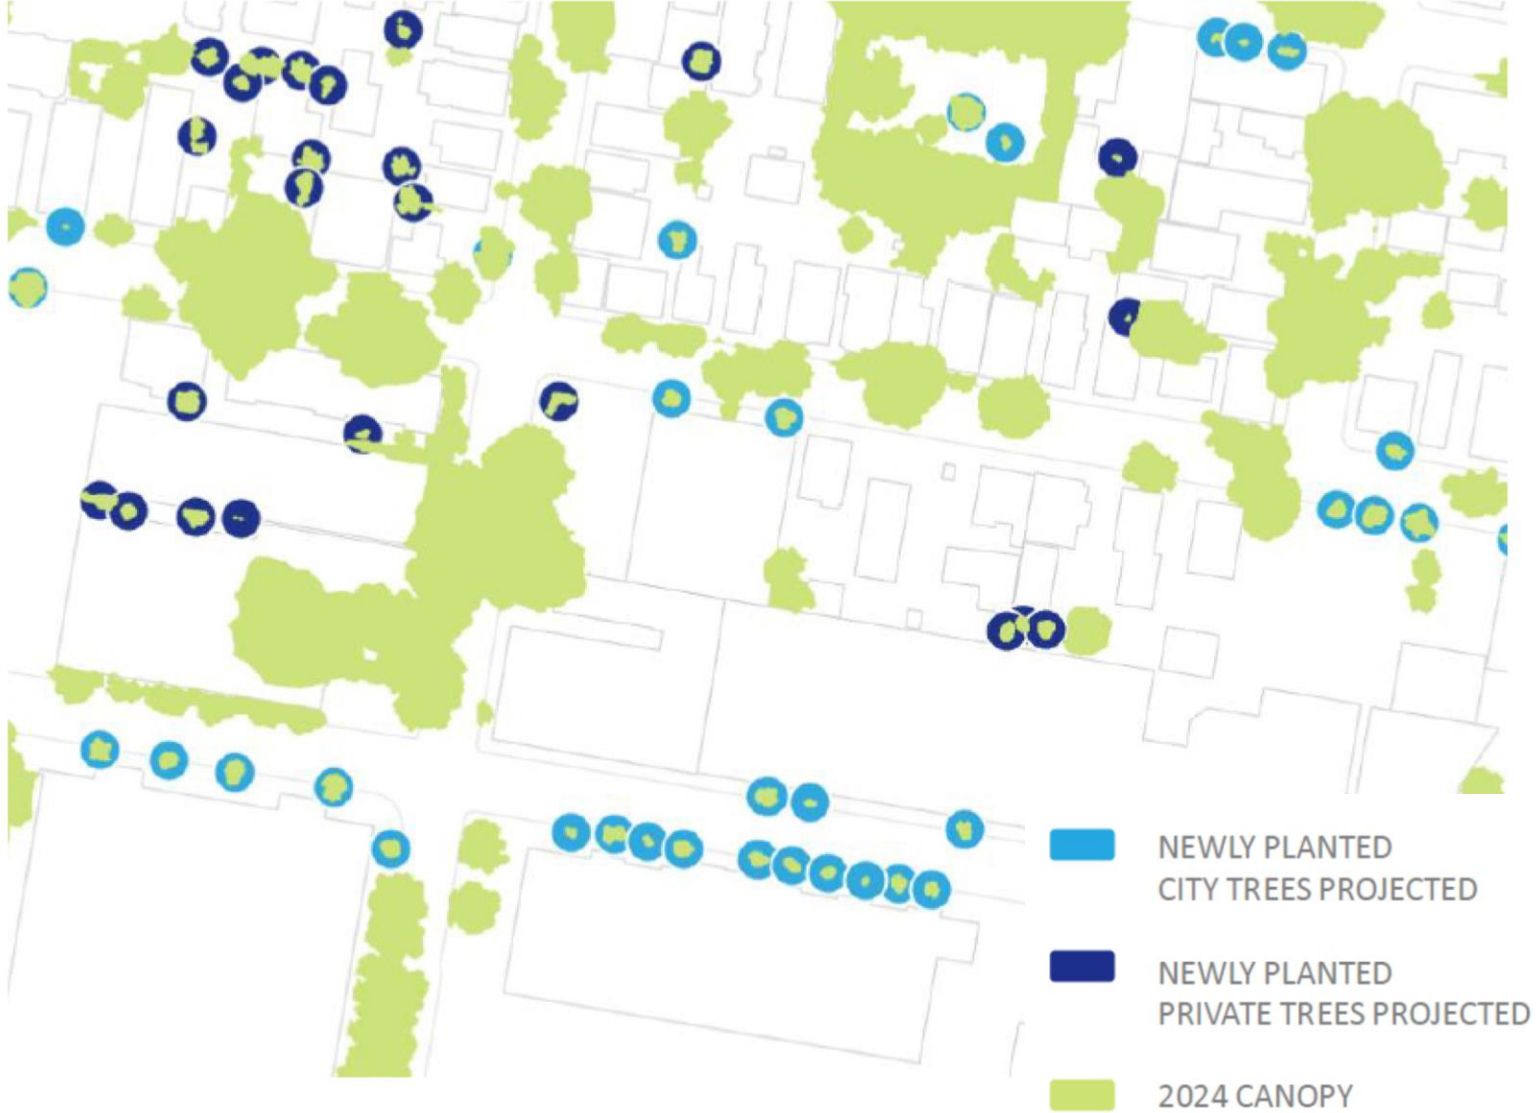 NEWLY PLANTED
CITY TREES PROJECTED
NEWLY PLANTED
PRIVATE TREES PROJECTED
2024 CANOPY